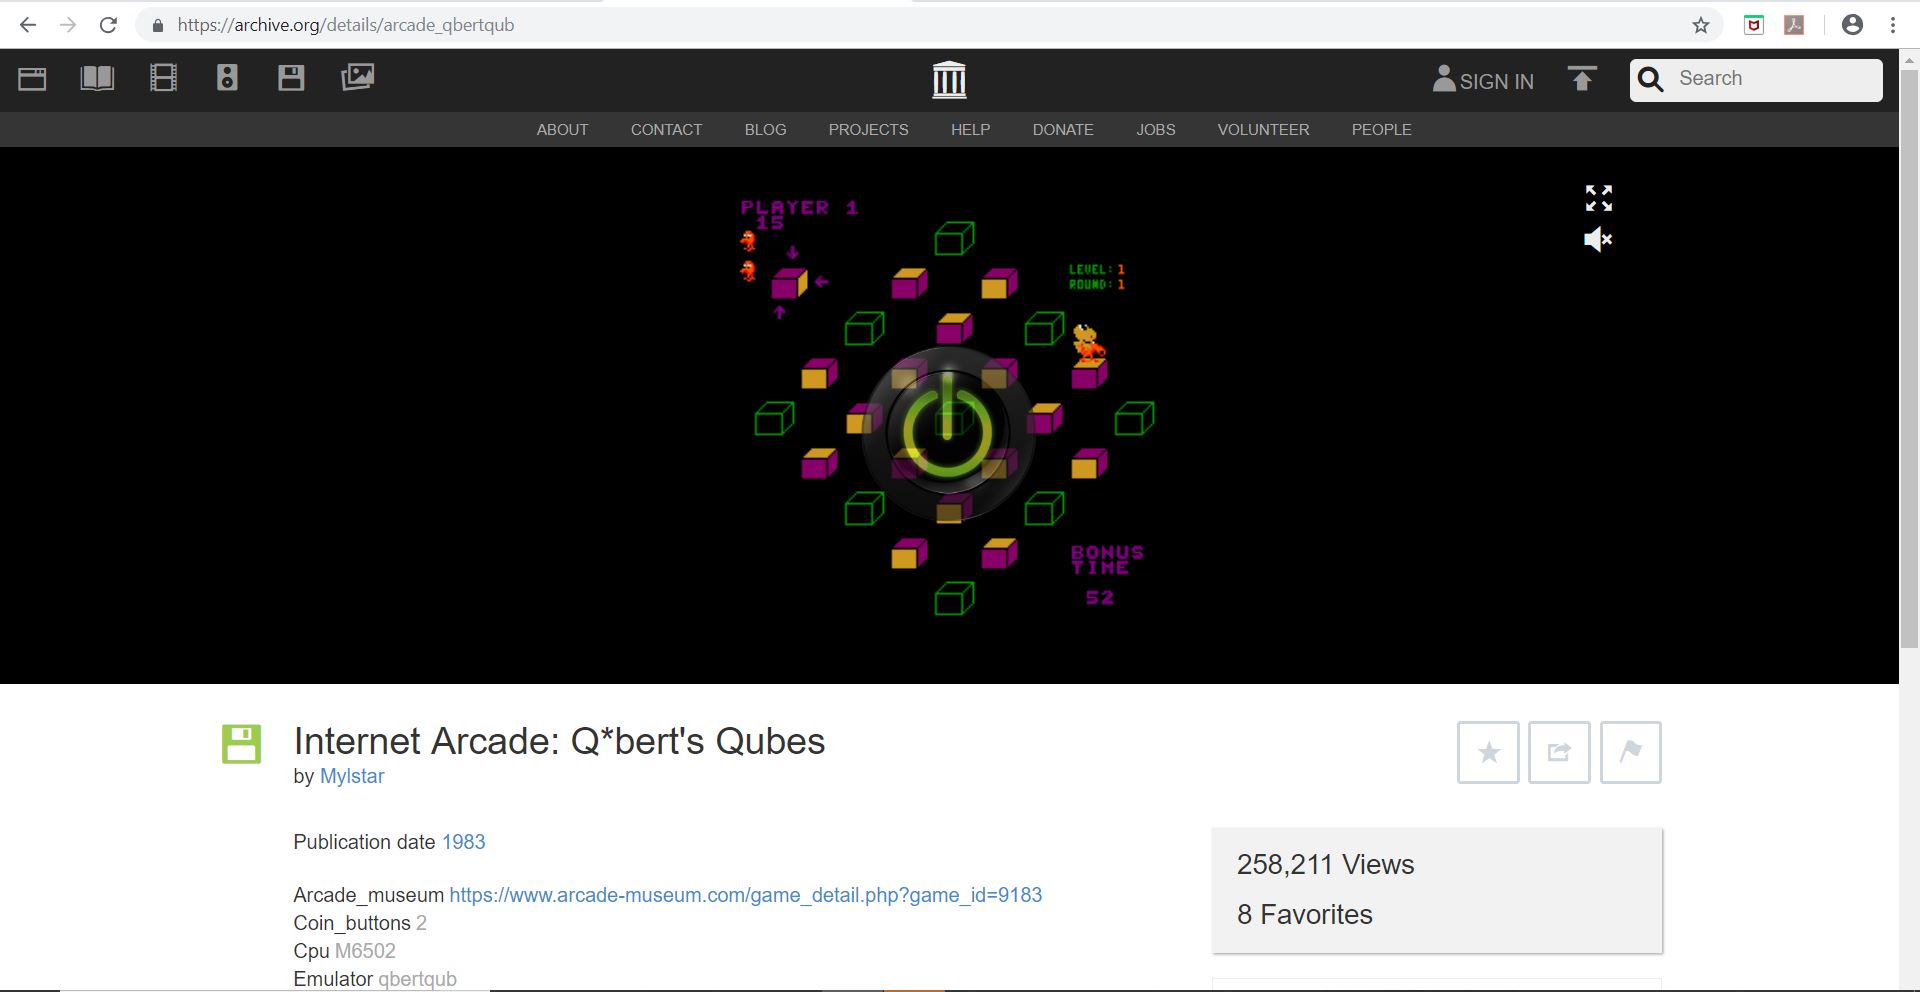 https://archive.org/details/arcade_qbertqub
SIGN IN
Search
ABOUT CONTACT BLOG PROJECTS HELP DONATE JOBS VOLUNTEER PEOPLE
PLAYER 1
15
LEVEL: 1
ROUND: 1
BONUS
TIME
52
Internet Arcade: Q*bert's Qubes
by Mylstar
Publication date 1983
Arcade_museum https://www.arcade-museum.com/game_detail.php?game_id=9183
Coin_buttons 2
Cpu M6502
Emulator qbertqub
258,211 Views
8 Favorites